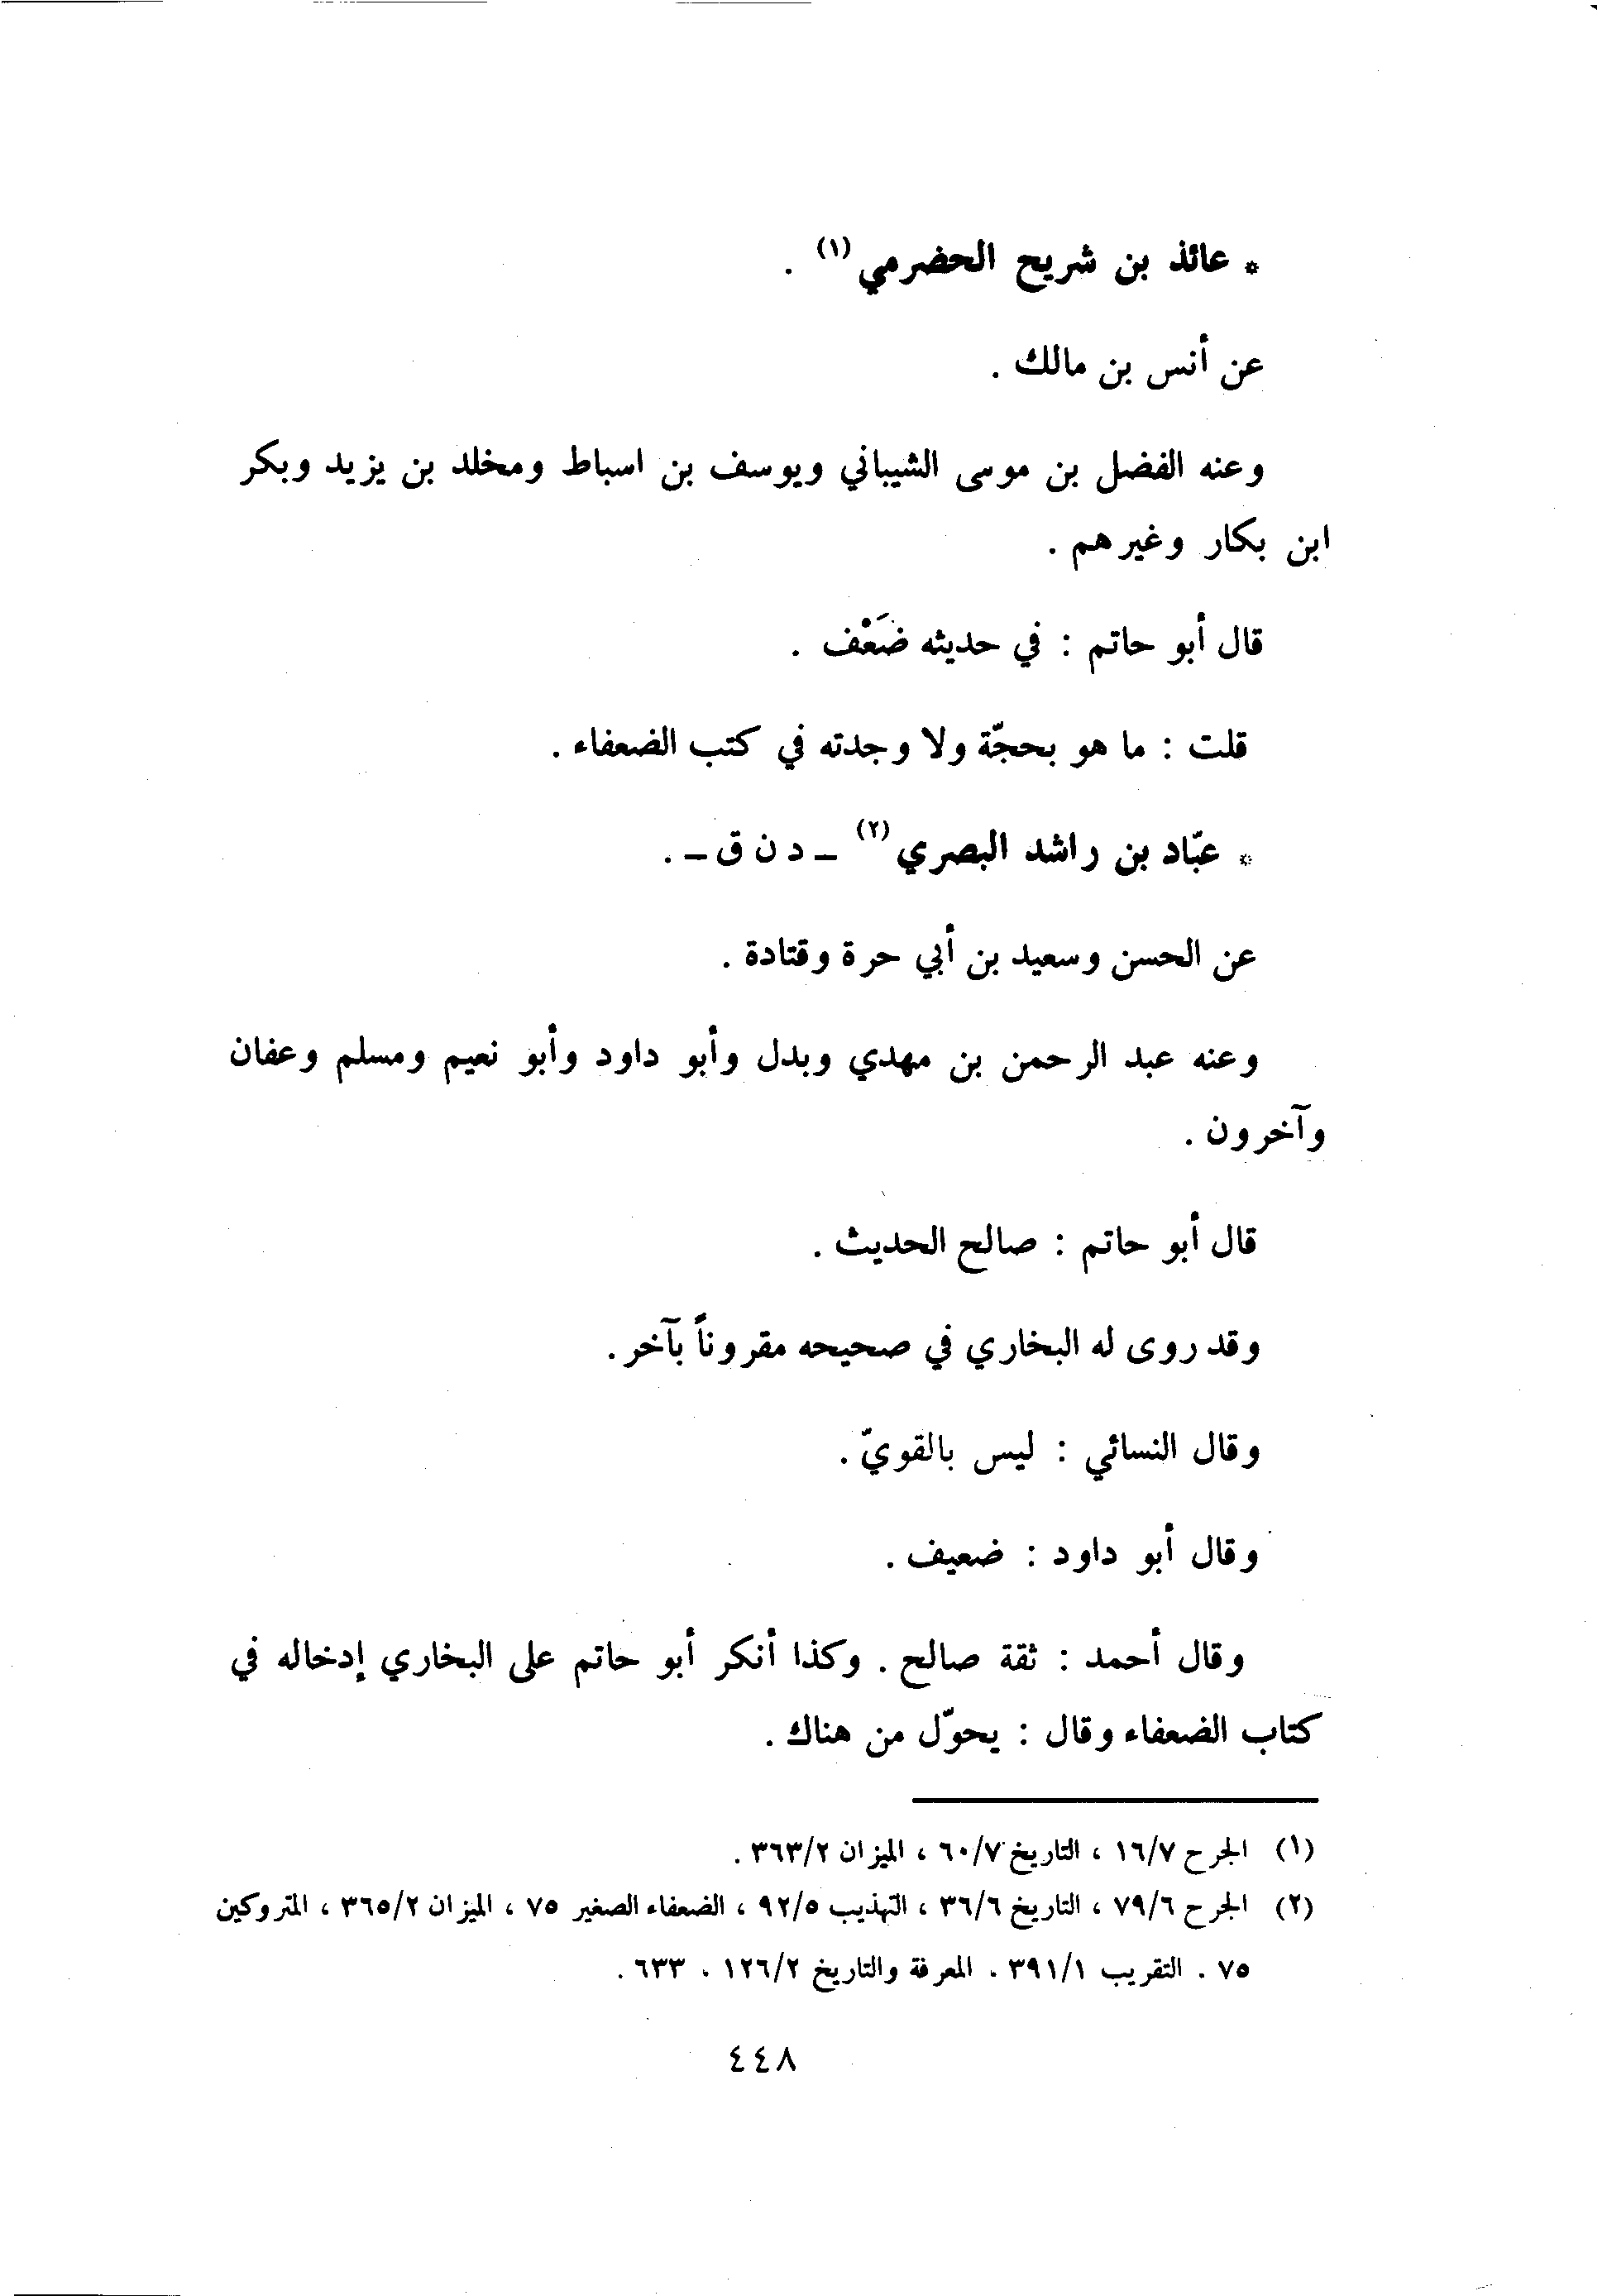 * عائذ بن شريح الحضرمي (١) .
عن أنس بن مالك .
وعنه الفضل بن موسى الشيباني ويوسف بن اسباط ومخلد بن يزيد وبكر
ابن بكار وغيرهم .
قال أبو حاتم : في حديثه ضَعْف .
قلت : ما هو بحجّة ولا وجدته في كتب الضعفاء .
* عبّاد بن راشد البصري (٢) ــ د ن ق ــ .
عن الحسن وسعيد بن أبي حرة وقتادة .
وعنه عبد الرحمن بن مهدي وبدل وأبو داود وأبو نعيم ومسلم وعفان
وآخرون .
قال أبو حاتم : صالح الحديث .
وقد روى له البخاري في صحيحه مقروناً بآخر .
وقال النسائي : ليس بالقويّ .
وقال أبو داود : ضعيف .
وقال أحمد : ثقة صالح . وكذا أنكر أبو حاتم على البخاري إدخاله في
كتاب الضعفاء وقال : يحوّل من هناك .
(١) الجرح ١٦/٧ ، التاريخ ٦٠/٧ ، الميزان ٣٦٣/٢ .
(٢) الجرح ٧٩/٦ ، التاريخ ٣٦/٦ ، التهذيب ٩٢/٥ ، الضعفاء الصغير ٧٥ ، الميزان ٣٦٥/٢ ، المتروكين
٧٥ . التقريب ٣٩١/١ . المعرفة والتاريخ ١٢٦/٢ . ٦٣٣ .
٤٤٨